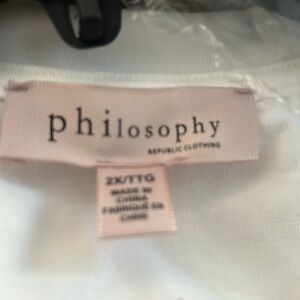 philosophy
REPUBLIC CLOTHING
2X/TTG
MADE IN
CHINA
FABRIQUÉ EN
CHINE